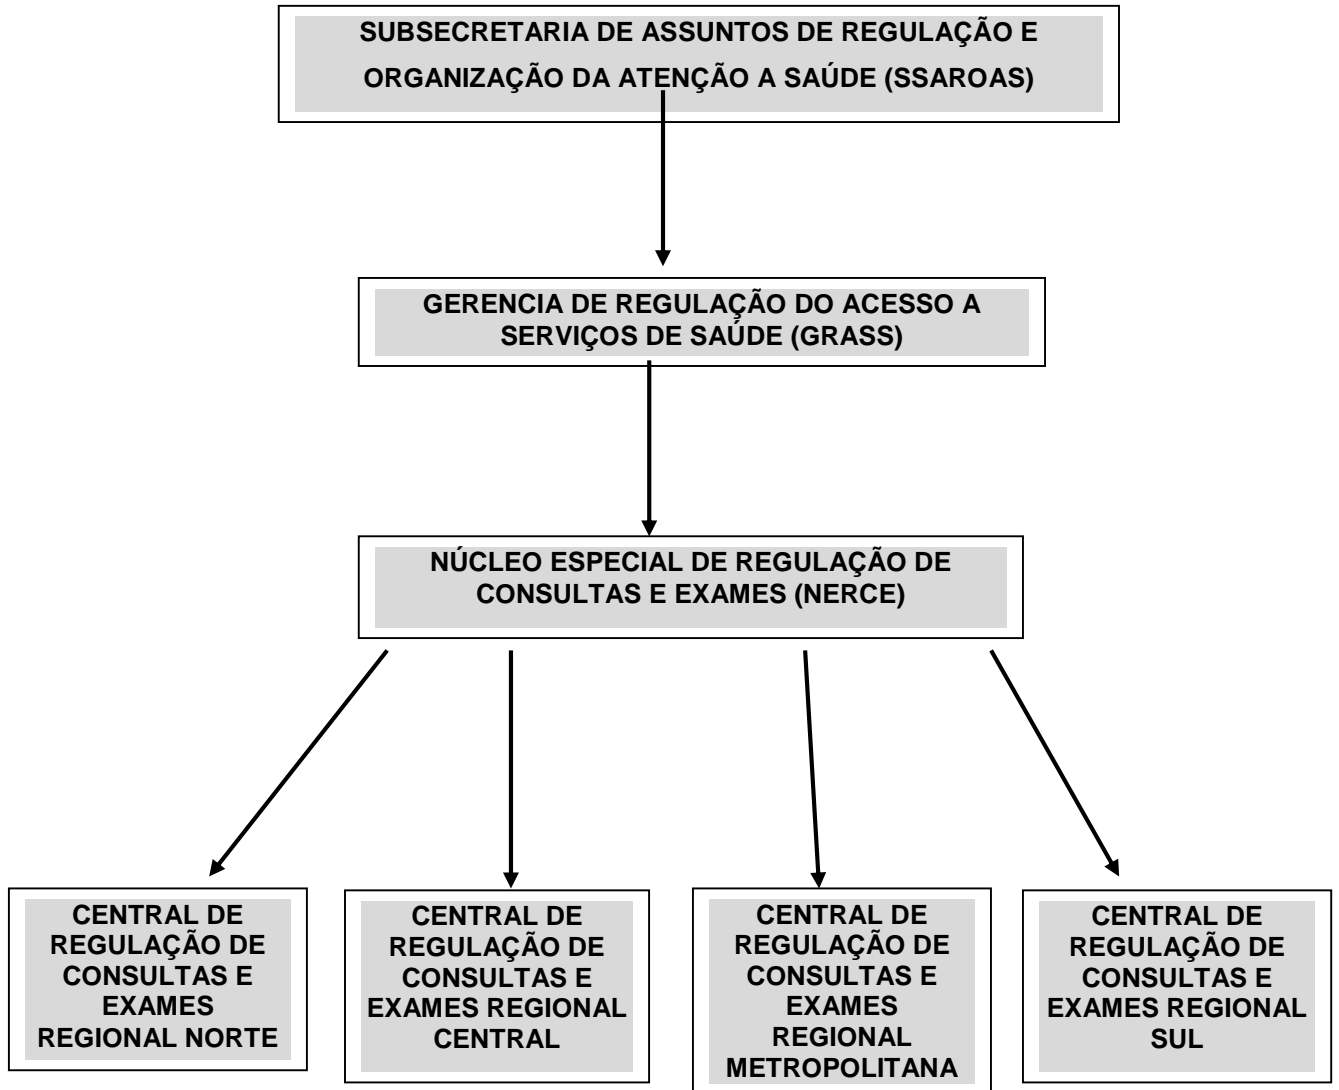 SUBSECRETARIA DE ASSUNTOS DE REGULAÇÃO E
ORGANIZAÇÃO DA ATENÇÃO A SAÚDE (SSAROAS)
GERENCIA DE REGULAÇÃO DO ACESSO A
SERVIÇOS DE SAÚDE (GRASS)
NÚCLEO ESPECIAL DE REGULAÇÃO DE
CONSULTAS E EXAMES (NERCE)
CENTRAL DE
REGULAÇÃO DE
CONSULTAS E
EXAMES
REGIONAL NORTE
CENTRAL DE
REGULAÇÃO DE
CONSULTAS E
EXAMES REGIONAL
CENTRAL
CENTRAL DE
REGULAÇÃO DE
CONSULTAS E
EXAMES
REGIONAL
METROPOLITANA
CENTRAL DE
REGULAÇÃO DE
CONSULTAS E
EXAMES REGIONAL
SUL